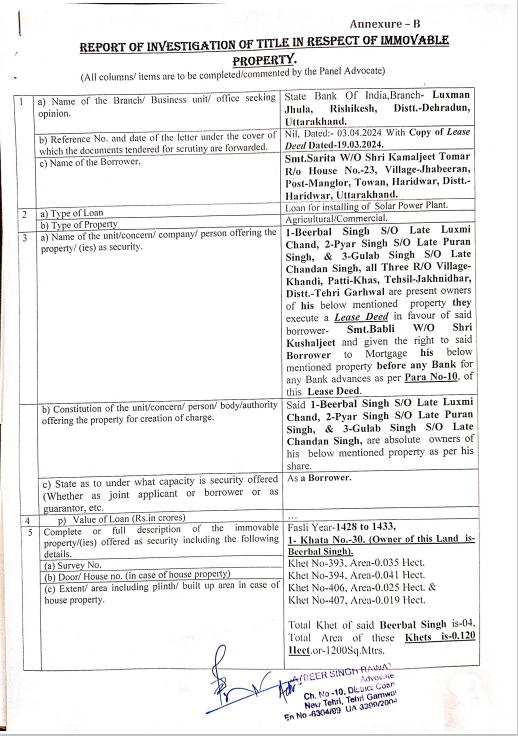 Annexure – B
REPORT OF INVESTIGATION OF TITLE IN RESPECT OF IMMOVABLE
PROPERTY.
(All columns/ items are to be completed/commented by the Panel Advocate)
1
a) Name of the Branch/ Business unit/ office seeking
opinion.
State Bank Of India,Branch- Luxman
Jhula, Rishikesh, Distt.-Dehradun,
Uttarakhand.
b) Reference No. and date of the letter under the cover of
which the documents tendered for scrutiny are forwarded.
Nil, Dated:- 03.04.2024 With Copy of Lease
Deed Dated-19.03.2024.
c) Name of the Borrower.
Smt.Sarita W/O Shri Kamaljeet Tomar
R/o House No.-23, Village-Jhabeeran,
Post-Manglor, Towan, Haridwar, Distt.-
Haridwar, Uttarakhand.
2
a) Type of Loan
Loan for installing of Solar Power Plant.
b) Type of Property
Agricultural/Commercial.
3
a) Name of the unit/concern/ company/ person offering the
property/ (ies) as security.
1-Beerbal Singh S/O Late Luxmi
Chand, 2-Pyar Singh S/O Late Puran
Singh, & 3-Gulab Singh S/O Late
Chandan Singh, all Three R/O Village-
Khandi, Patti-Khas, Tehsil-Jakhnidhar,
Distt.-Tehri Garhwal are present owners
of his below mentioned property they
execute a Lease Deed in favour of said
borrower- Smt.Babli W/O Shri
Kushaljeet and given the right to said
Borrower to Mortgage his below
mentioned property before any Bank for
any Bank advances as per Para No-10, of
this Lease Deed.
b) Constitution of the unit/concern/ person/ body/authority
offering the property for creation of charge.
Said 1-Beerbal Singh S/O Late Luxmi
Chand, 2-Pyar Singh S/O Late Puran
Singh, & 3-Gulab Singh S/O Late
Chandan Singh, are absolute owners of
his below mentioned property as per his
share.
c) State as to under what capacity is security offered
(Whether as joint applicant or borrower or as
guarantor, etc.
As a Borrower.
4
p) Value of Loan (Rs.in crores)
...
5
Complete or full description of the immovable
property/(ies) offered as security including the following
details.
(a) Survey No.
(b) Door/ House no. (in case of house property)
(c) Extent/ area including plinth/ built up area in case of
house property.
Fasli Year-1428 to 1433,
1- Khata No.-30. (Owner of this Land is-
Beerbal Singh).
Khet No-393, Area-0.035 Hect.
Khet No-394, Area-0.041 Hect.
Khet No-406, Area-0.025 Hect. &
Khet No-407, Area-0.019 Hect.
Total Khet of said Beerbal Singh is-04,
Total Area of these Khets is-0.120
Hect.or-1200Sq.Mtrs.
BEER SINGH RAWAT
Advocate
Ch. No -10, District Court
New Tehri, Tehri Garhwal
En No -6304/99 UA 3299/2004